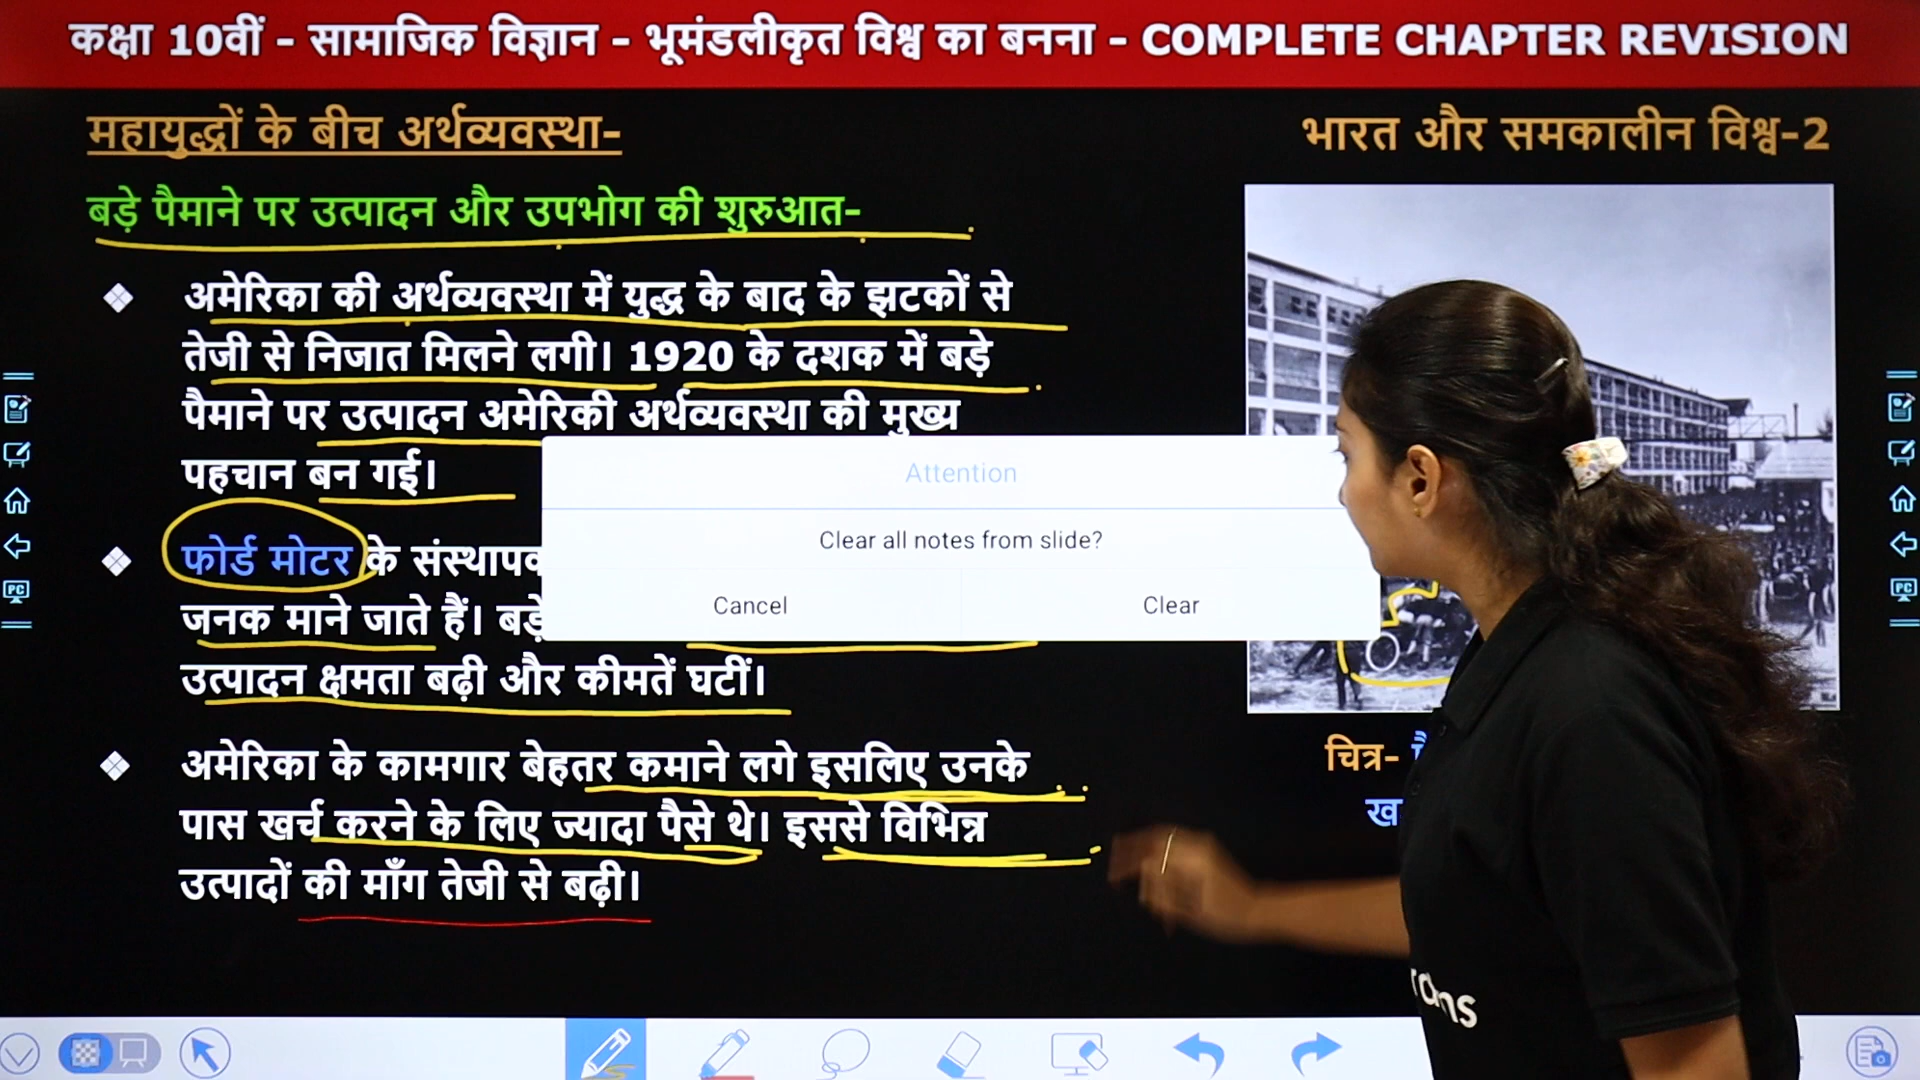 कक्षा 10वीं - सामाजिक विज्ञान - भूमंडलीकृत विश्व का बनना - COMPLETE CHAPTER REVISION
महायुद्धों के बीच अर्थव्यवस्था-
भारत और समकालीन विश्व-2
बड़े पैमाने पर उत्पादन और उपभोग की शुरुआत-
अमेरिका की अर्थव्यवस्था में युद्ध के बाद के झटकों से
तेजी से निजात मिलने लगी। 1920 के दशक में बड़े
पैमाने पर उत्पादन अमेरिकी अर्थव्यवस्था की मुख्य
पहचान बन गई।
फोर्ड मोटर के
जनक माने जाते हैं। बड़े
उत्पादन क्षमता बढ़ी और कीमतें घटीं।
अमेरिका के कामगार बेहतर कमाने लगे इसलिए उनके
पास खर्च करने के लिए ज्यादा पैसे थे। इससे विभिन्न
उत्पादों की माँग तेजी से बढ़ी।
Attention
Clear all notes from slide?
Cancel Clear
चित्र-
PC
PC